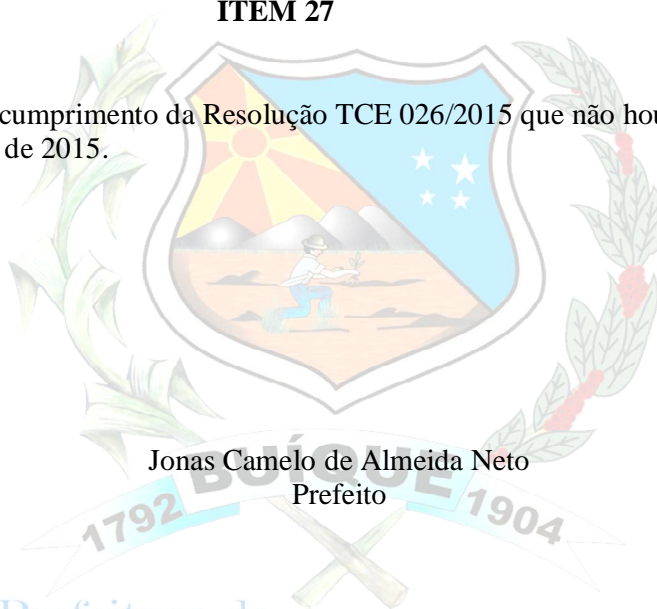 ITEM 27
cumprimento da Resolução TCE 026/2015 que não hou
de 2015.
Jonas Camelo de Almeida Neto
Prefeito
BUÍQUE
1792
1904